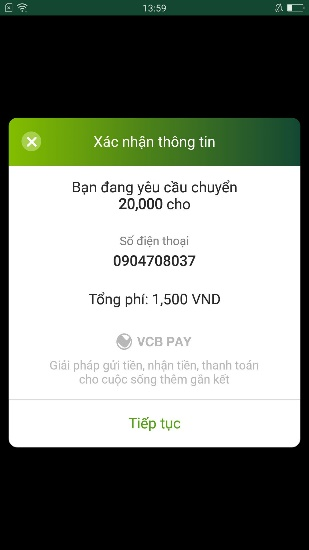 13:59
Xác nhận thông tin
Bạn đang yêu cầu chuyển
20,000 cho
Số điện thoại
0904708037
Tổng phí: 1,500 VND
VCB PAY
Giải pháp gửi tiền, nhận tiền, thanh toán
cho cuộc sống thêm gắn kết
Tiếp tục